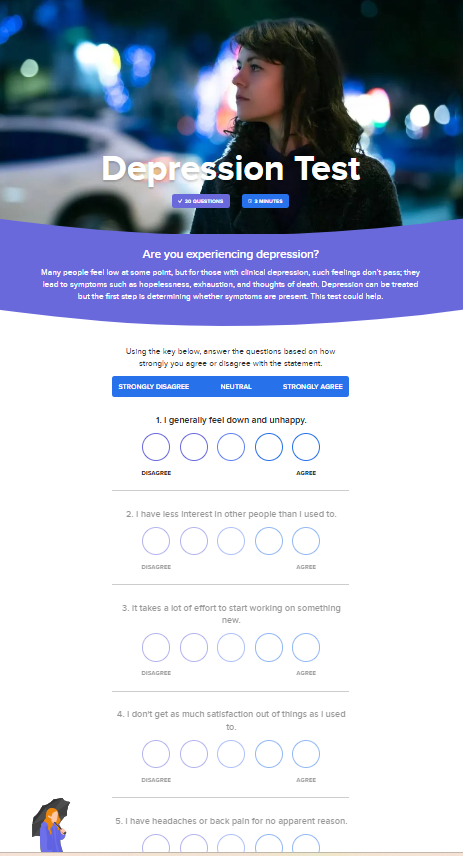 Depression Test
✓ 20 QUESTIONS
3 MINUTES
Are you experiencing depression?
Many people feel low at some point, but for those with clinical depression, such feelings don't pass; they
lead to symptoms such as hopelessness, exhaustion, and thoughts of death. Depression can be treated
but the first step is determining whether symptoms are present. This test could help.
Using the key below, answer the questions based on how
strongly you agree or disagree with the statement.
STRONGLY DISAGREE NEUTRAL STRONGLY AGREE
1. I generally feel down and unhappy.
DISAGREE AGREE
2. I have less interest in other people than I used to.
DISAGREE AGREE
3. It takes a lot of effort to start working on something
new.
DISAGREE AGREE
4. I don't get as much satisfaction out of things as I used
to.
DISAGREE AGREE
5. I have headaches or back pain for no apparent reason.